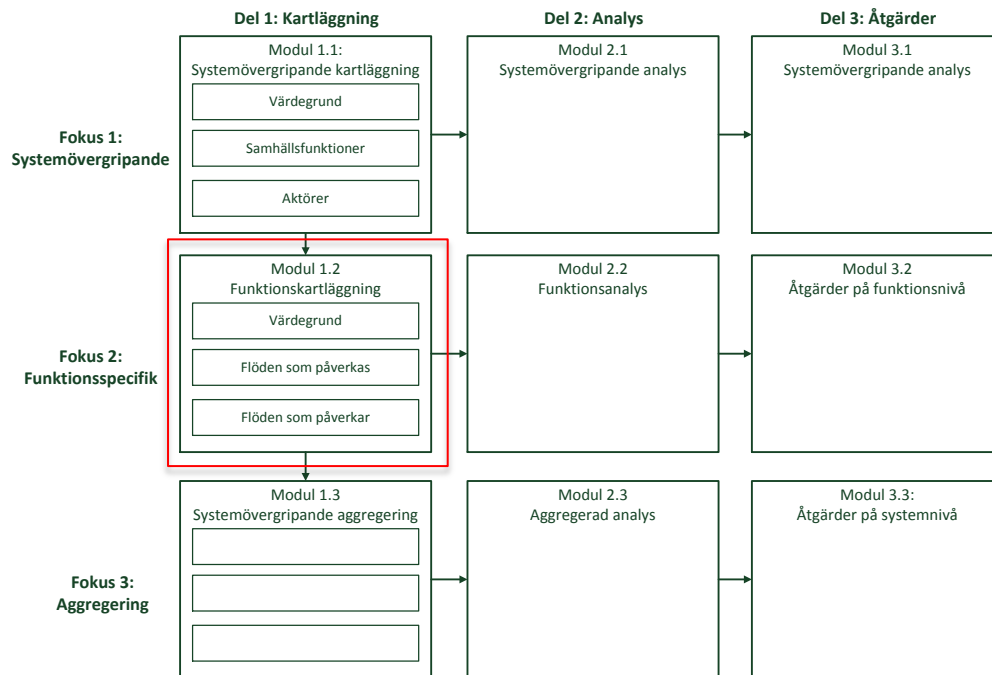 Del 1: Kartläggning
Del 2: Analys
Del 3: Åtgärder
Fokus 1:
Systemövergripande
Modul 1.1:
Systemövergripande kartläggning
Värdegrund
Samhällsfunktioner
Aktörer
Modul 2.1
Systemövergripande analys
Modul 3.1
Systemövergripande analys
Fokus 2:
Funktionsspecifik
Modul 1.2
Funktionskartläggning
Värdegrund
Flöden som påverkas
Flöden som påverkar
Modul 2.2
Funktionsanalys
Modul 3.2
Åtgärder på funktionsnivå
Fokus 3:
Aggregering
Modul 1.3
Systemövergripande aggregering
Modul 2.3
Aggregerad analys
Modul 3.3:
Åtgärder på systemnivå